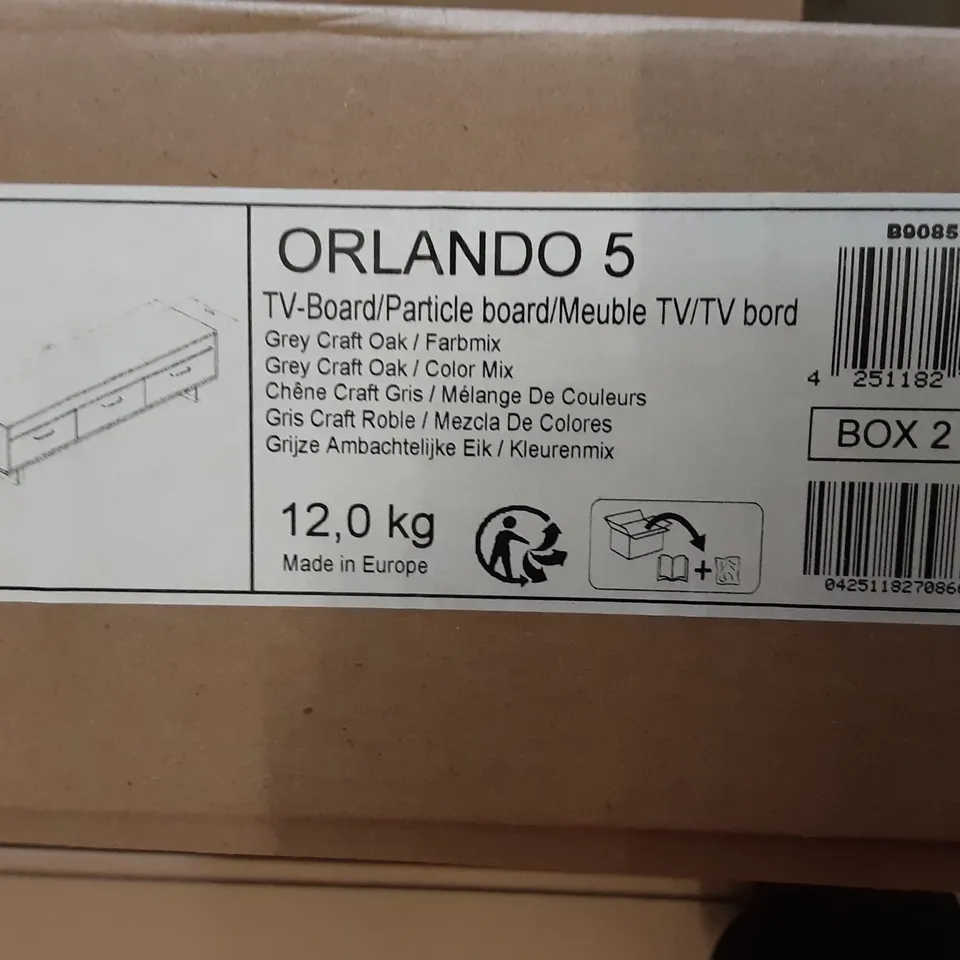 ORLANDO 5
TV-Board/Particle board/Meuble TV/TV bord
Grey Craft Oak / Farbmix
Grey Craft Oak / Color Mix
Chêne Craft Gris / Mélange De Couleurs
Gris Craft Roble / Mezcla De Colores
Grijze Ambachtelijke Eik / Kleurenmix
12,0 kg
Made in Europe
B9085
4 251182
BOX 2
042511827086